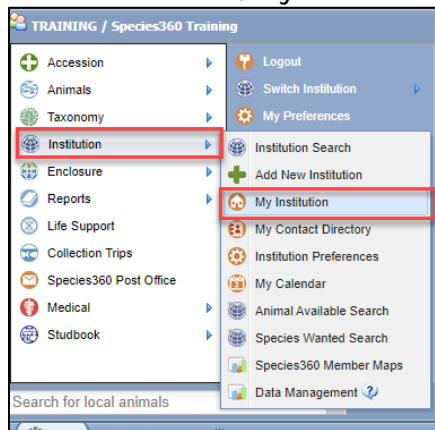 TRAINING / Species360 Training
Accession
Animals
Taxonomy
Institution
Enclosure
Reports
Life Support
Collection Trips
Species360 Post Office
Medical
Studbook
Search for local animals
Logout
Switch Institution
My Preferences
Institution Search
Add New Institution
My Institution
My Contact Directory
Institution Preferences
My Calendar
Animal Available Search
Species Wanted Search
Species360 Member Maps
Data Management